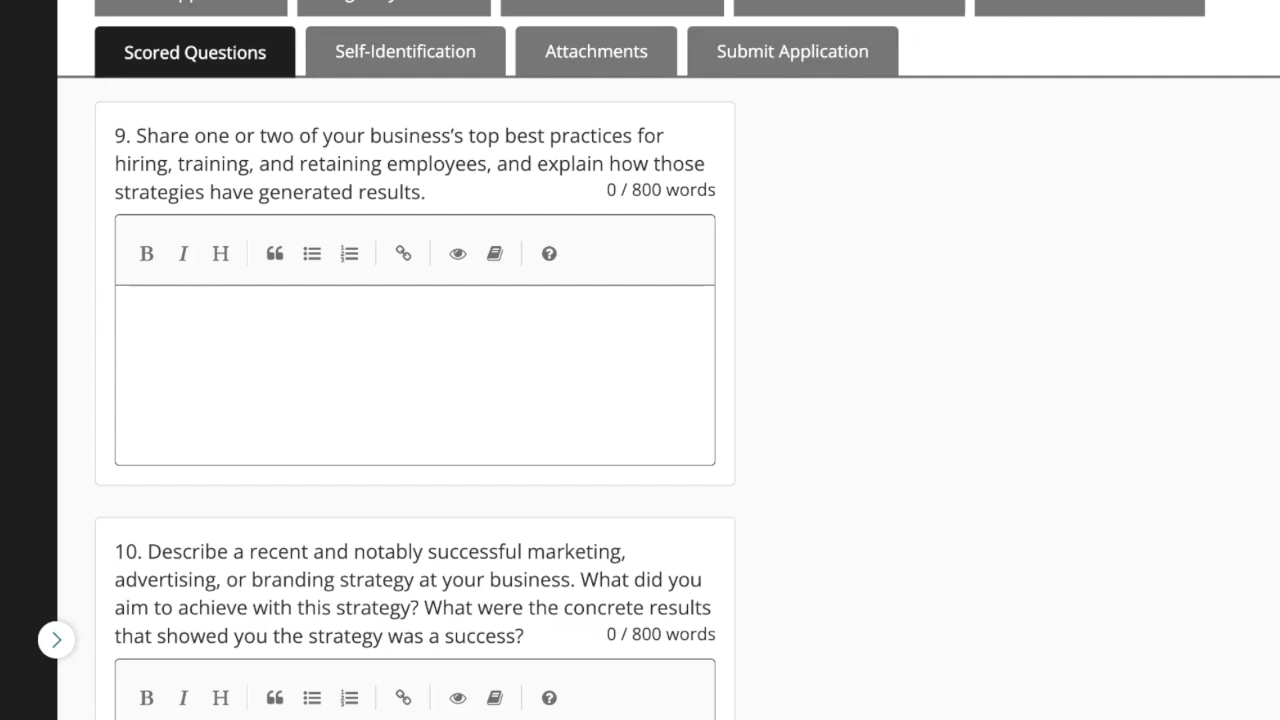 Scored Questions Self-Identification Attachments Submit Application
9. Share one or two of your business's top best practices for
hiring, training, and retaining employees, and explain how those
strategies have generated results. 0 / 800 words
B I H
10. Describe a recent and notably successful marketing,
advertising, or branding strategy at your business. What did you
aim to achieve with this strategy? What were the concrete results
that showed you the strategy was a success? 0 / 800 words
B I H